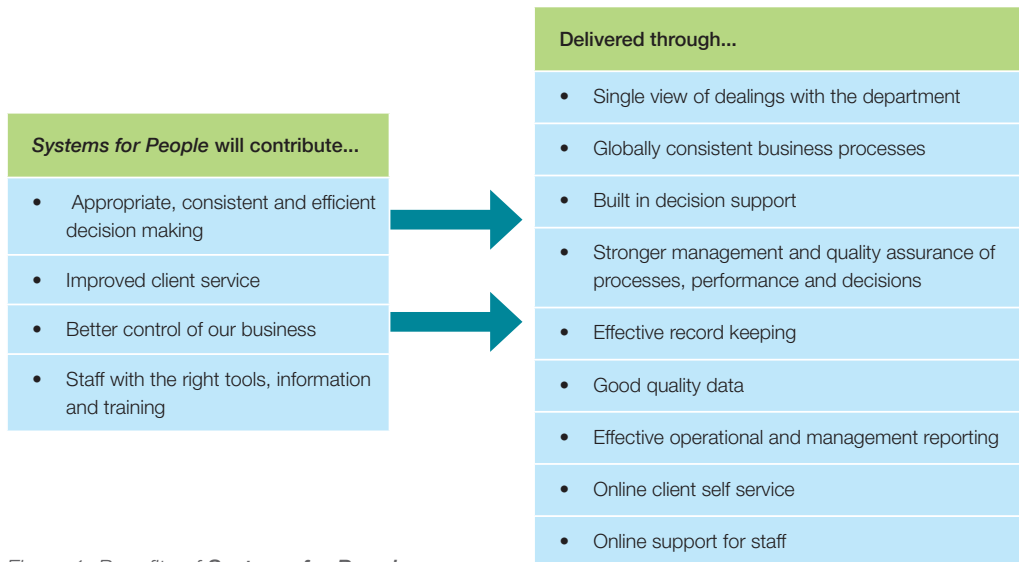 Systems for People will contribute...
• Appropriate, consistent and efficient
decision making
• Improved client service
• Better control of our business
• Staff with the right tools, information
and training
Delivered through...
• Single view of dealings with the department
• Globally consistent business processes
• Built in decision support
• Stronger management and quality assurance of
processes, performance and decisions
• Effective record keeping
• Good quality data
• Effective operational and management reporting
• Online client self service
• Online support for staff